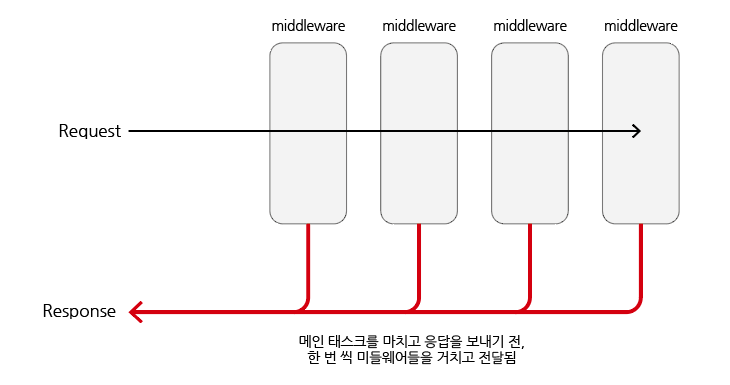 middleware
middleware
middleware
middleware
Request
Response
메인 태스크를 마치고 응답을 보내기 전,
한 번 씩 미들웨어들을 거치고 전달됨